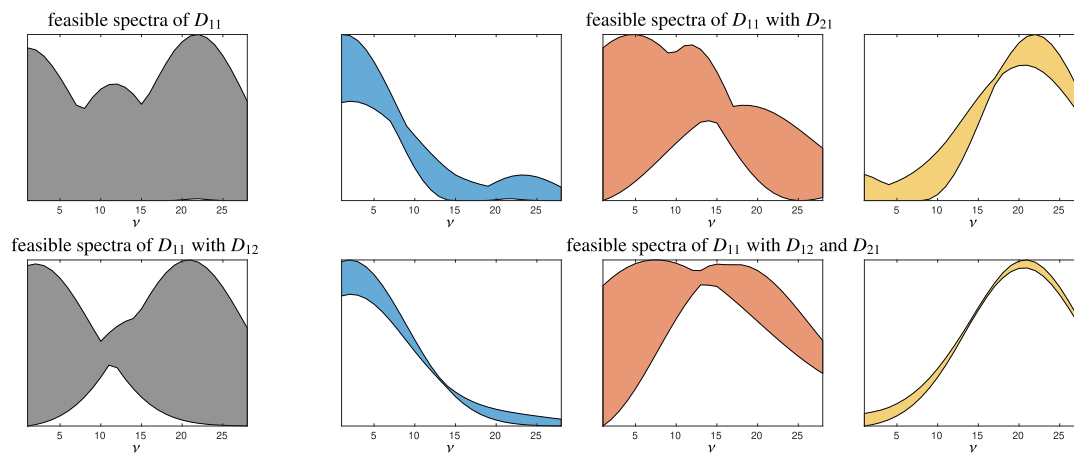 feasible spectra of D₁₁
feasible spectra of D₁₁ with D₂₁
5 10 15 20 25
5 10 15 20 25
5 10 15 20 25
5 10 15 20 25
ν
ν
ν
ν
feasible spectra of D₁₁ with D₁₂
feasible spectra of D₁₁ with D₁₂ and D₂₁
5 10 15 20 25
5 10 15 20 25
5 10 15 20 25
5 10 15 20 25
ν
ν
ν
ν